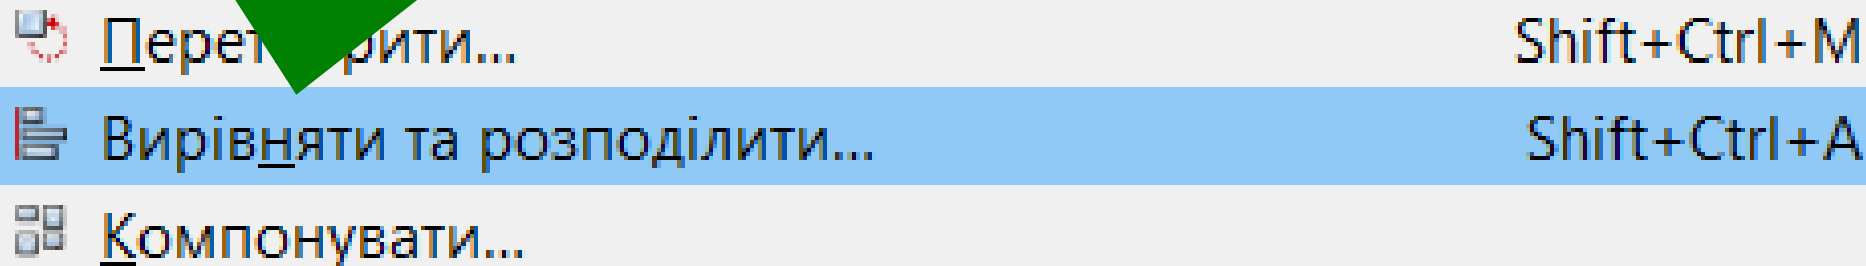 Shift+Ctrl+M
Вирівняти та розподілити... Shift+Ctrl+A
Компонувати...